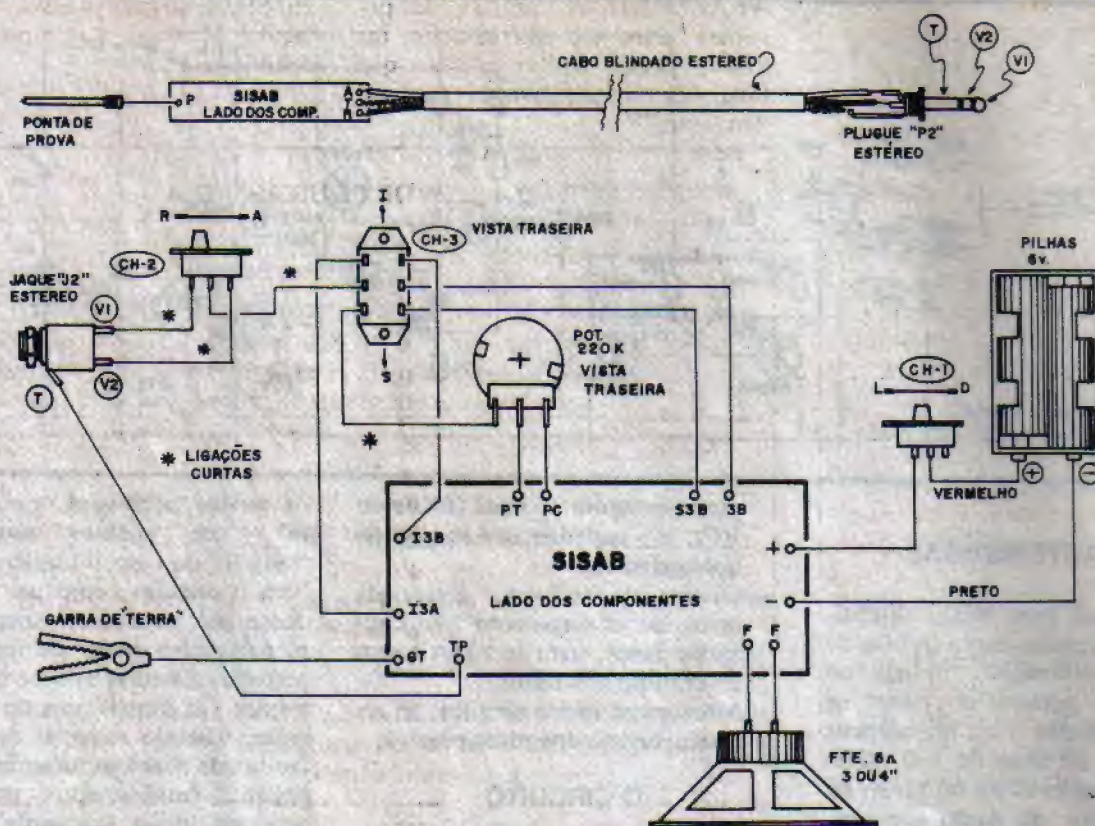 T
V2
V1
CABO BLINDADO ESTEREO
SISAB
LADO DOS COMP.
P
A
T
R
PONTA DE
PROVA
PLUGUE "P2"
ESTÉREO
I
R
A
CH-3
VISTA TRASEIRA
CH-2
*
PILHAS
6v.
JAQUE "J2"
ESTEREO
V1
*
*
V2
T
S
POT.
220K
VISTA
TRASEIRA
CH-1
L
D
*
* LIGAÇÕES
CURTAS
+
-
VERMELHO
PT
PC
S3B
3B
I3B
SISAB
+
LADO DOS COMPONENTES
-
PRETO
I3A
GARRA DE "TERRA"
GT
TP
F
F
FTE. 8Ω
3 OU 4"